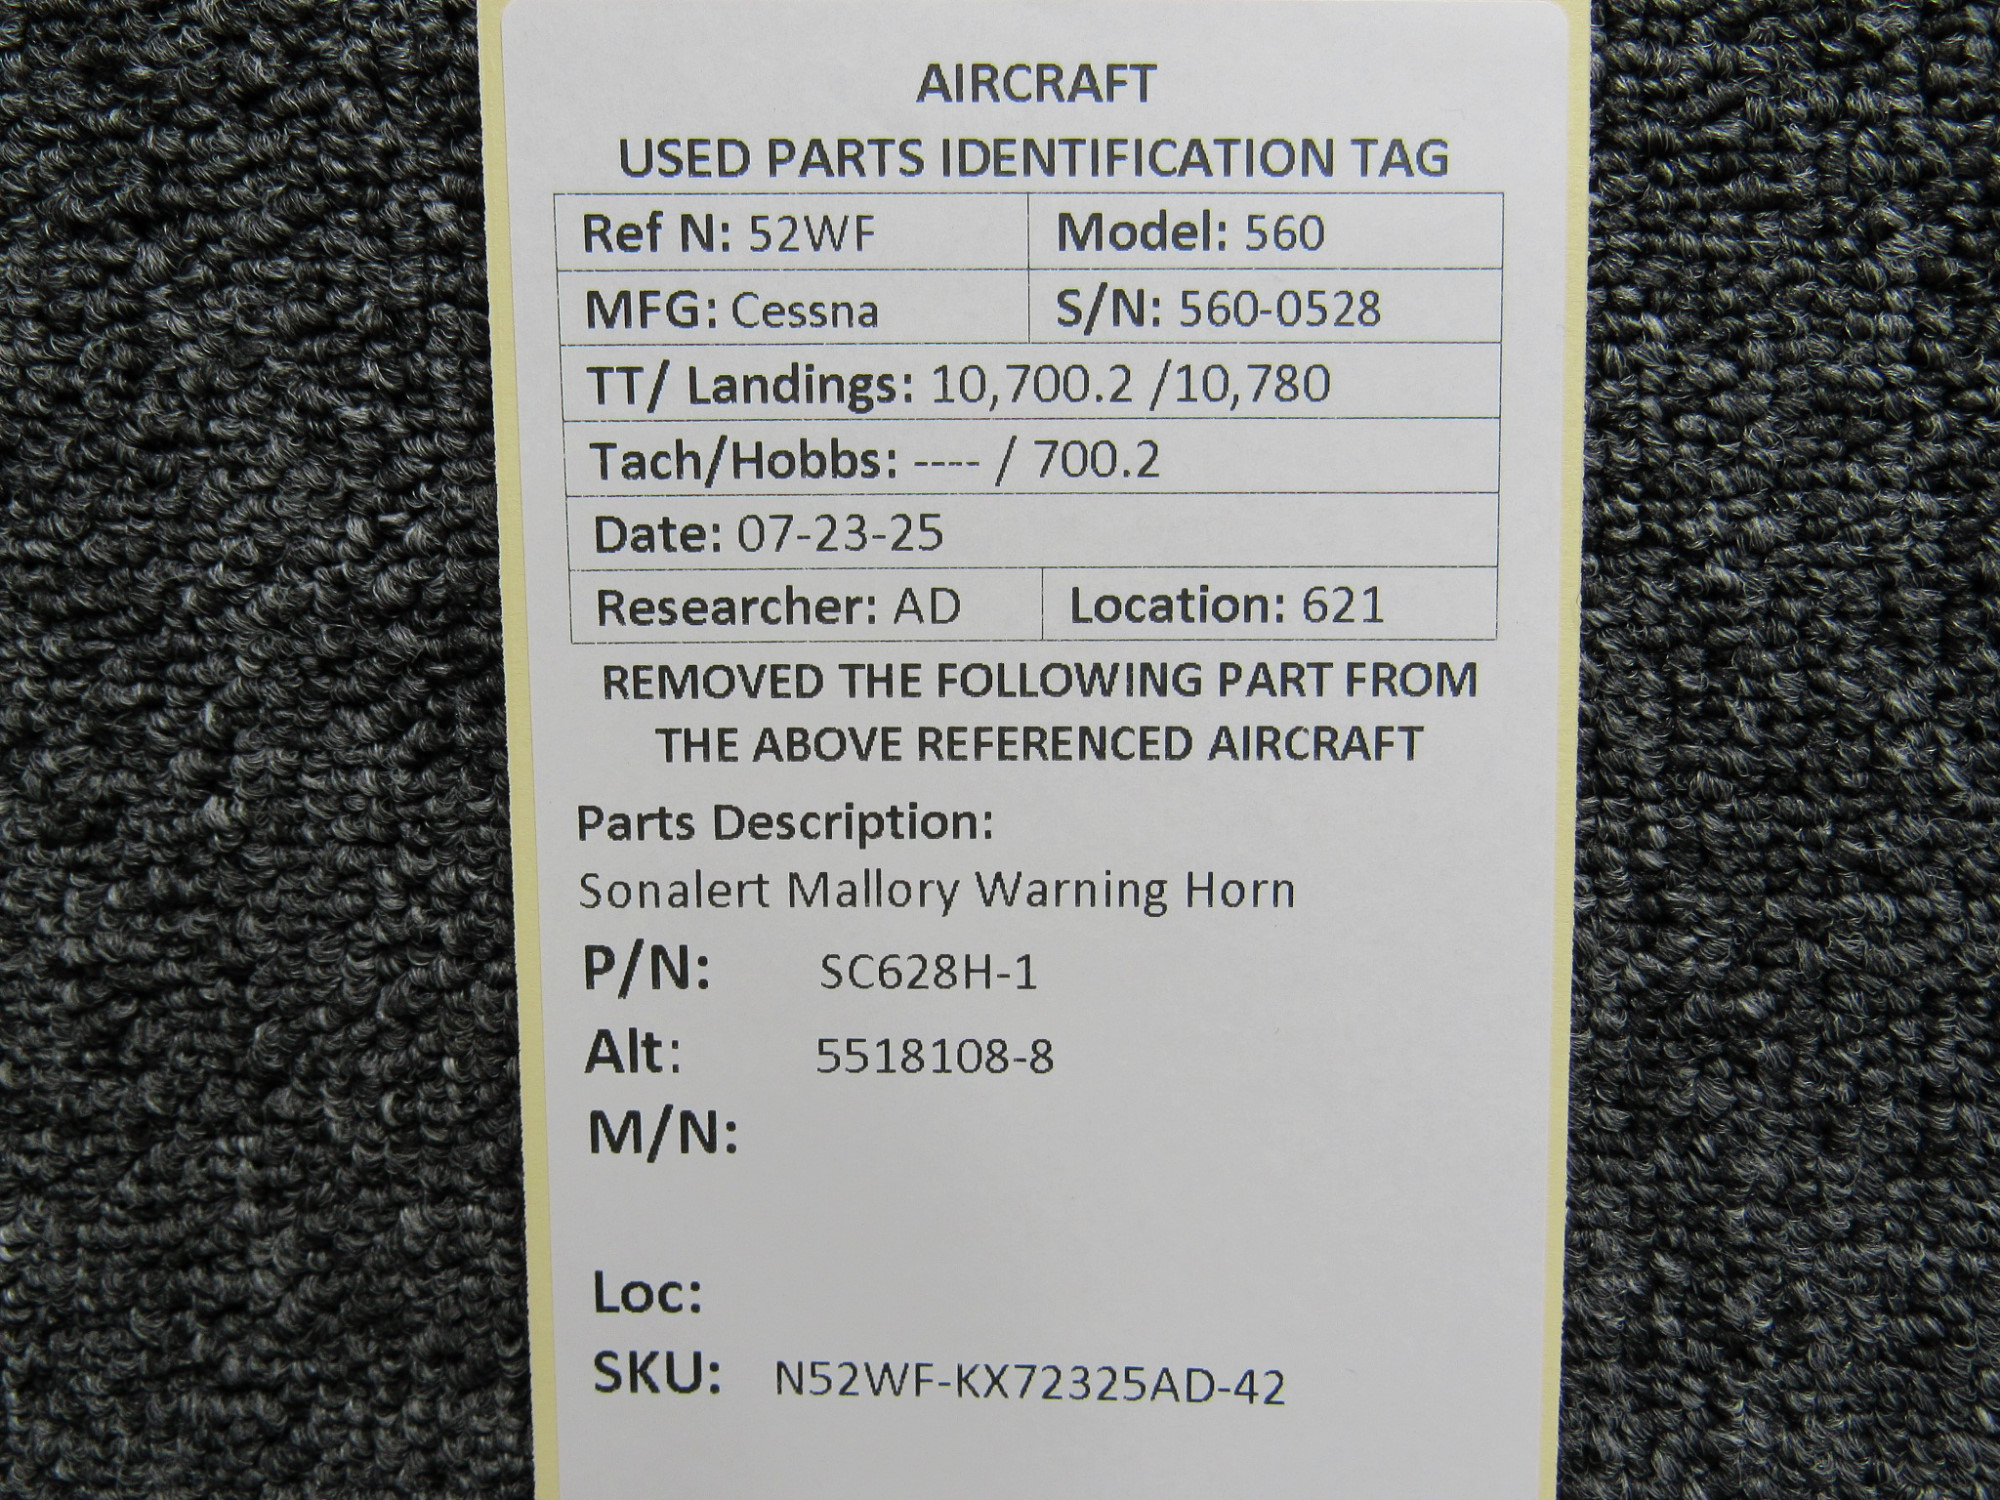 AIRCRAFT
USED PARTS IDENTIFICATION TAG
Ref N: 52WF Model: 560
MFG: Cessna S/N: 560-0528
TT/ Landings: 10,700.2 /10,780
Tach/Hobbs: ---- / 700.2
Date: 07-23-25
Researcher: AD Location: 621
REMOVED THE FOLLOWING PART FROM
THE ABOVE REFERENCED AIRCRAFT
Parts Description:
Sonalert Mallory Warning Horn
P/N: SC628H-1
Alt: 5518108-8
M/N:
Loc:
SKU: N52WF-KX72325AD-42